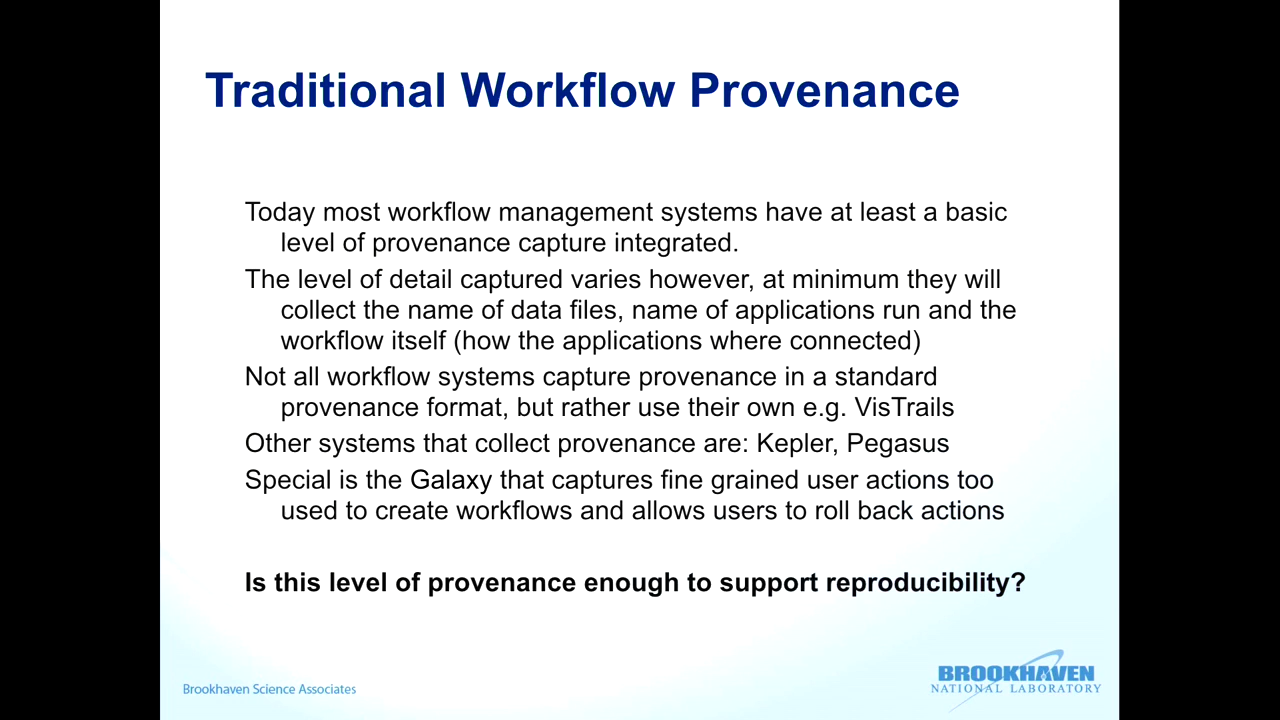 Traditional Workflow Provenance
Today most workflow management systems have at least a basic
level of provenance capture integrated.
The level of detail captured varies however, at minimum they will
collect the name of data files, name of applications run and the
workflow itself (how the applications where connected)
Not all workflow systems capture provenance in a standard
provenance format, but rather use their own e.g. VisTrails
Other systems that collect provenance are: Kepler, Pegasus
Special is the Galaxy that captures fine grained user actions too
used to create workflows and allows users to roll back actions
Is this level of provenance enough to support reproducibility?
Brookhaven Science Associates
BROOKHAVEN
NATIONAL LABORATORY